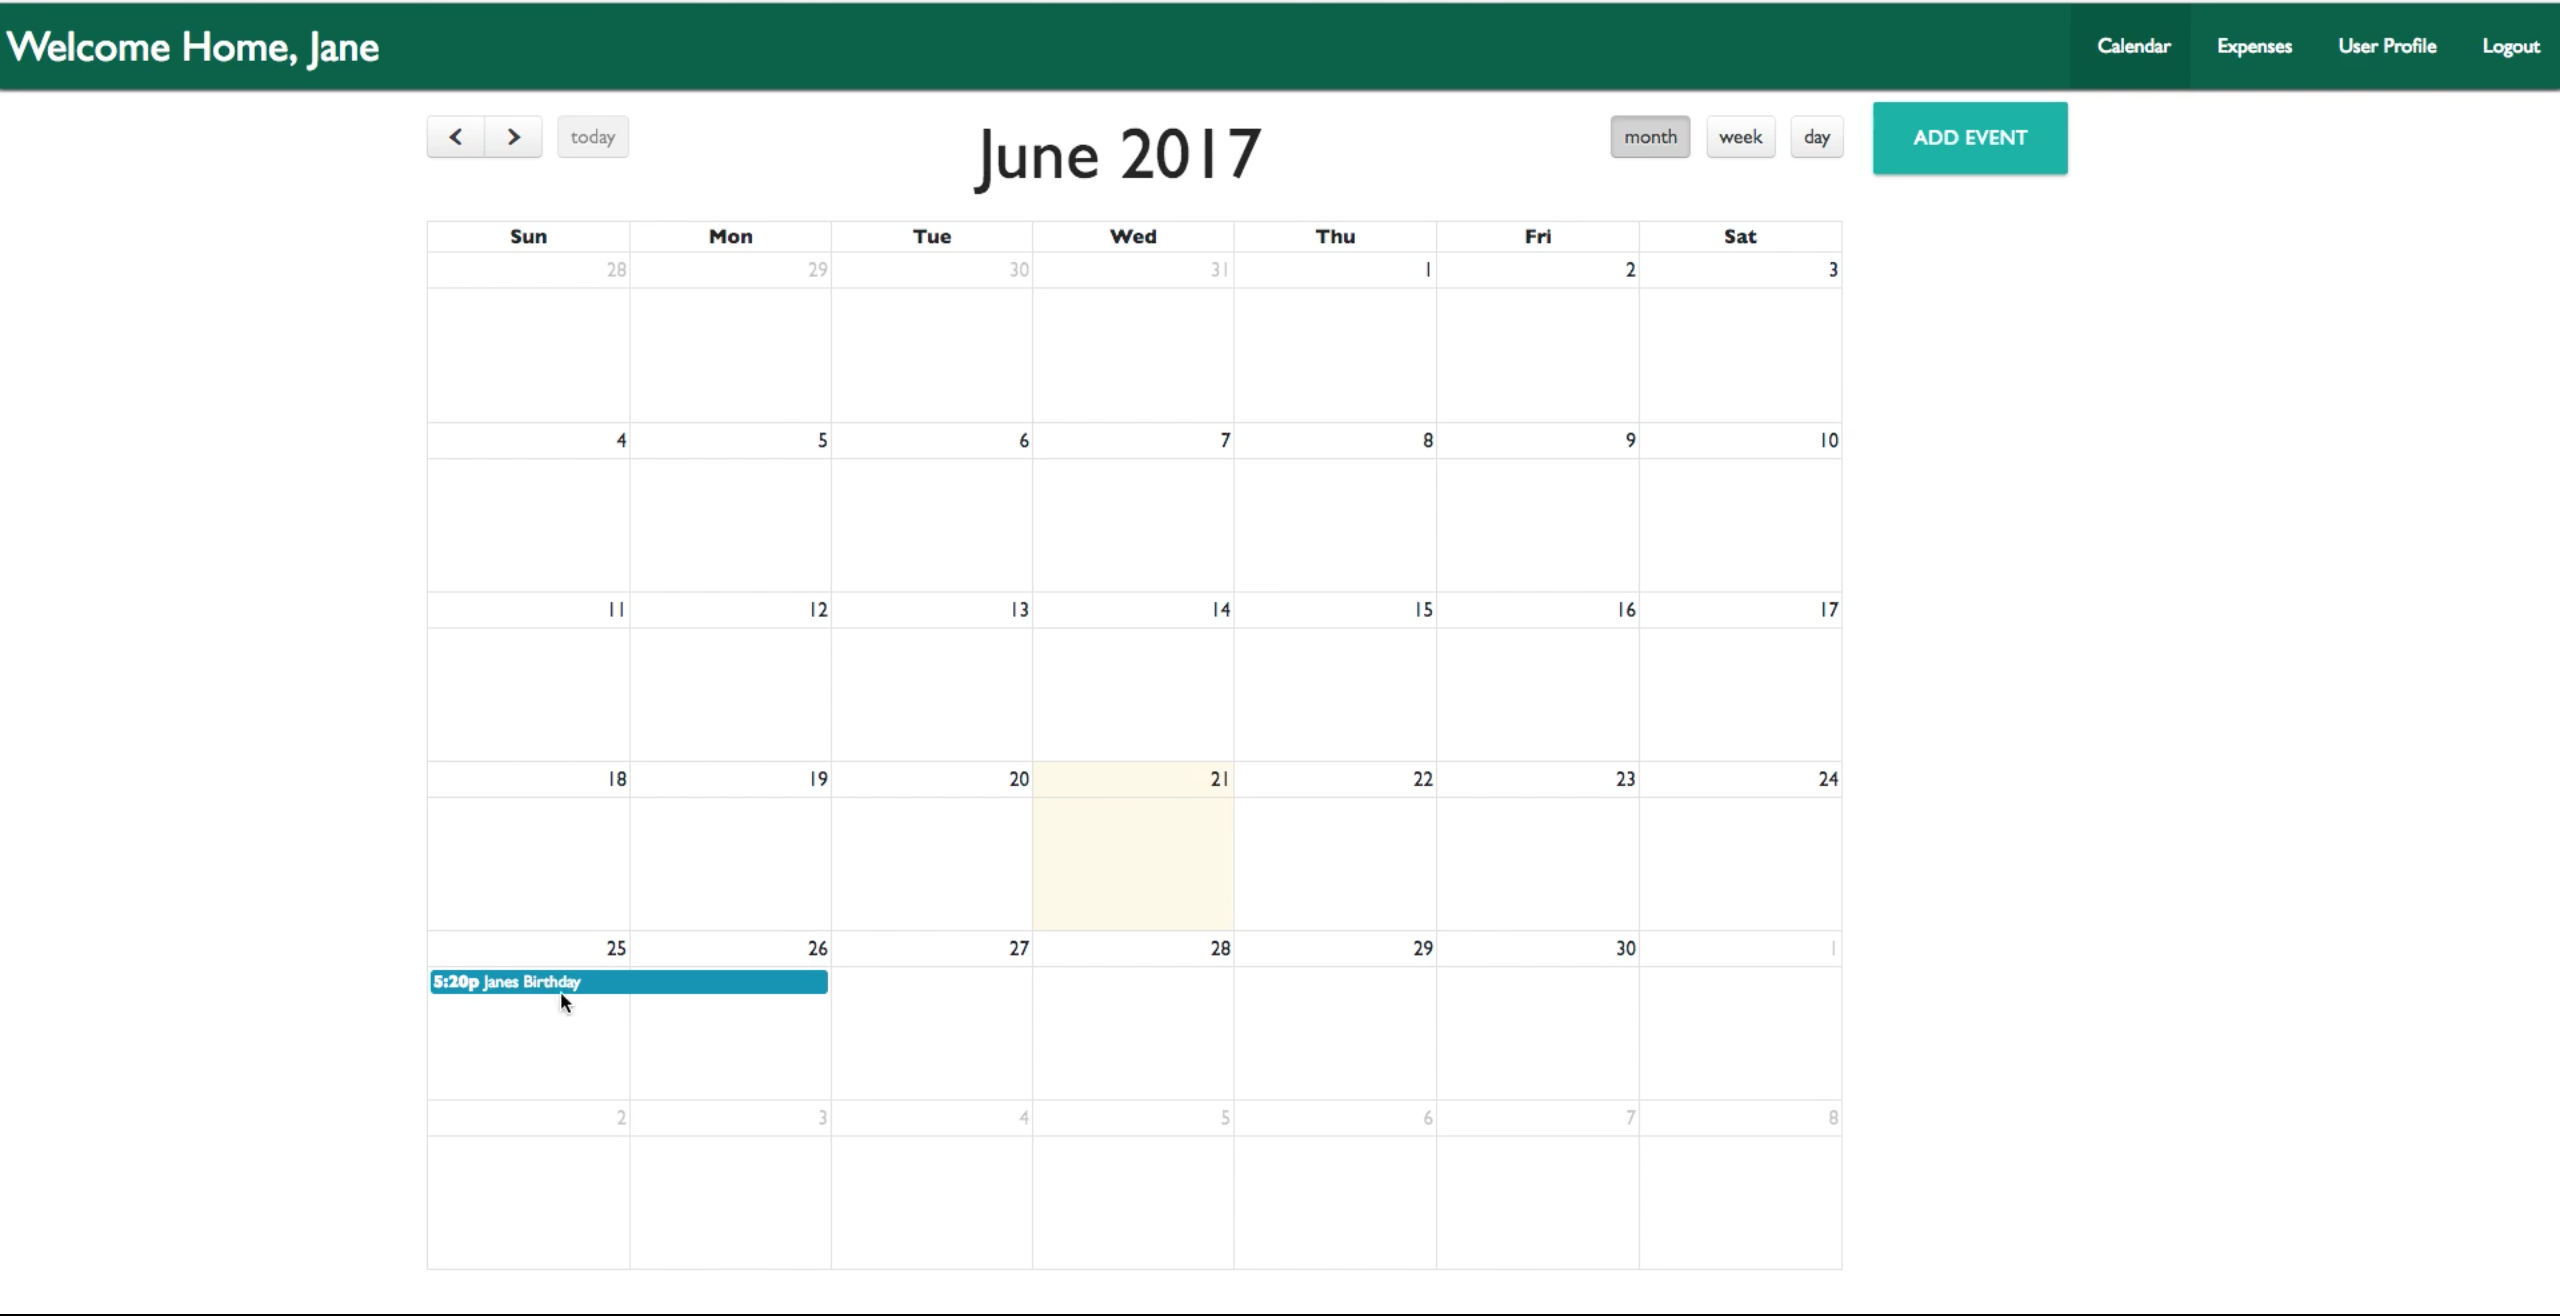 Welcome Home, Jane
Calendar Expenses User Profile Logout
today
June 2017
month week day ADD EVENT
Sun Mon Tue Wed Thu Fri Sat
28 29 30 31 1 2 3
4 5 6 7 8 9 10
11 12 13 14 15 16 17
18 19 20 21 22 23 24
25 26 27 28 29 30 1
5:20p Janes Birthday
2 3 4 5 6 7 8